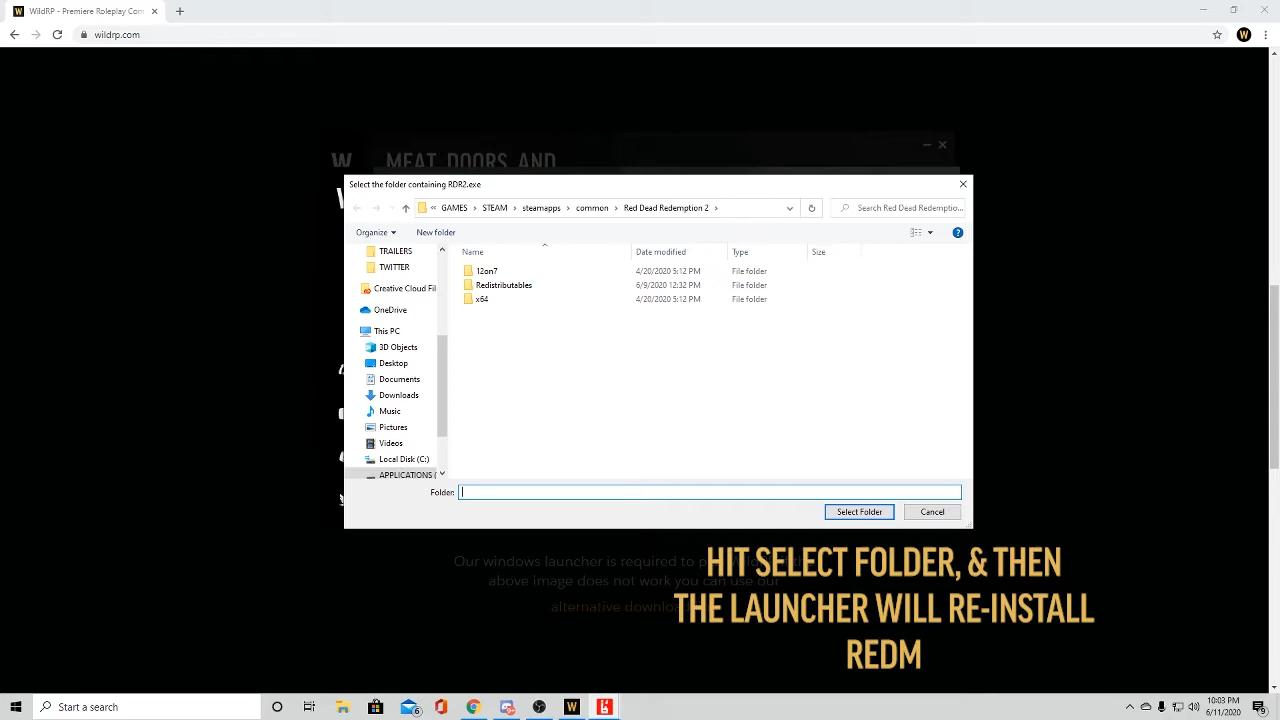 WildRP - Premiere Roleplay Com
wildrp.com
W MEAT DOORS AND
Select the folder containing RDR2.exe
« GAMES > STEAM > steamapps > common > Red Dead Redemption 2 >
Search Red Dead Redemptio...
Organize
New folder
Name Date modified Type Size
TRAILERS
TWITTER
Creative Cloud Fil
OneDrive
This PC
3D Objects
Desktop
Documents
Downloads
Music
Pictures
Videos
Local Disk (C:)
APPLICATIONS (
12on7 4/20/2020 5:12 PM File folder
Redistributables 6/9/2020 12:32 PM File folder
x64 4/20/2020 5:12 PM File folder
Folder:
Select Folder Cancel
Our windows launcher is required to
above image does not work you can use our
alternative
HIT SELECT FOLDER, & THEN
THE LAUNCHER WILL RE-INSTALL
REDM
Start a search
6
10:03 PM
6/11/2020